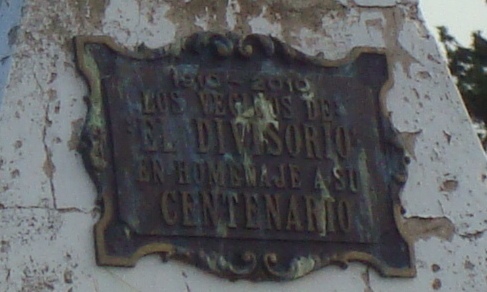 1910 - 2010
LOS VECINOS DE
EL DIVISORIO
EN HOMENAJE A SU
CENTENARIO